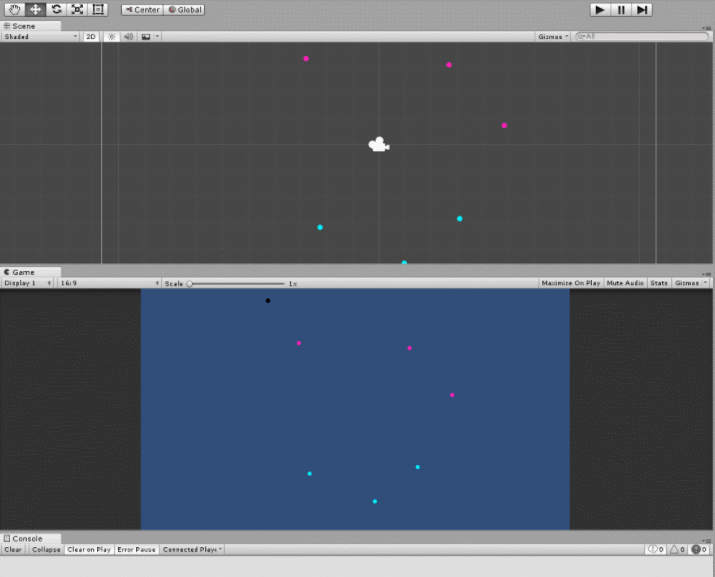 Center Global
Scene
Shaded 2D Gizmos All
Game
Display 1 16:9 Scale 1x Maximize On Play Mute Audio Stats Gizmos
Console
Clear Collapse Clear on Play Error Pause Connected Play 0 0 0